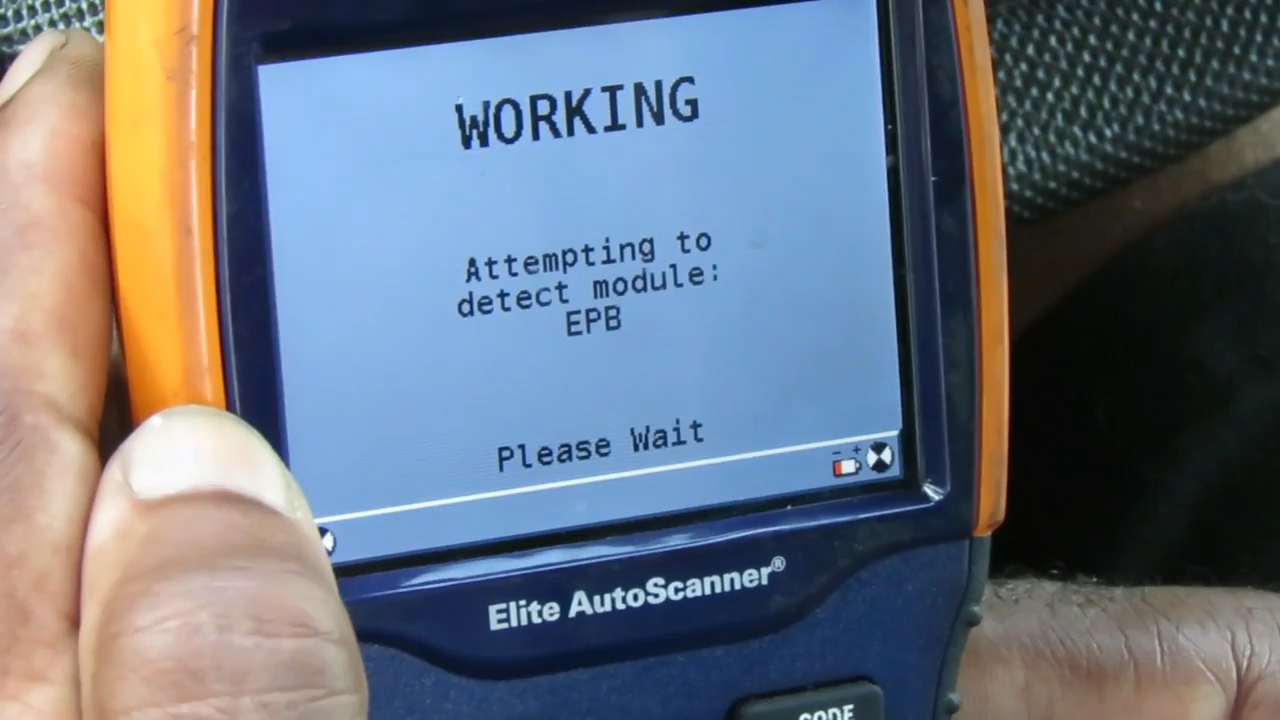 WORKING
Attempting to
detect module:
EPB
Please Wait
- +
Elite AutoScanner®
CODE